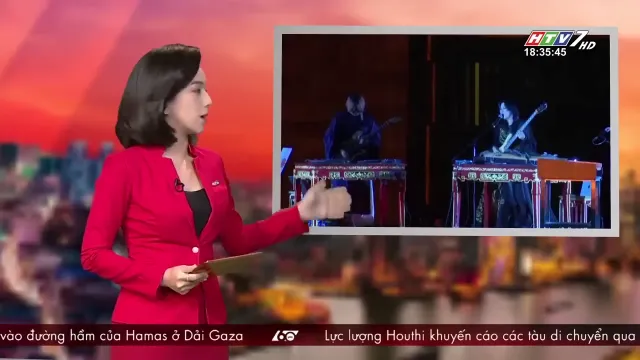 HTV7 HD
18:35:45
vào đường hầm của Hamas ở Dải Gaza 60 Lực lượng Houthi khuyến cáo các tàu di chuyển qua